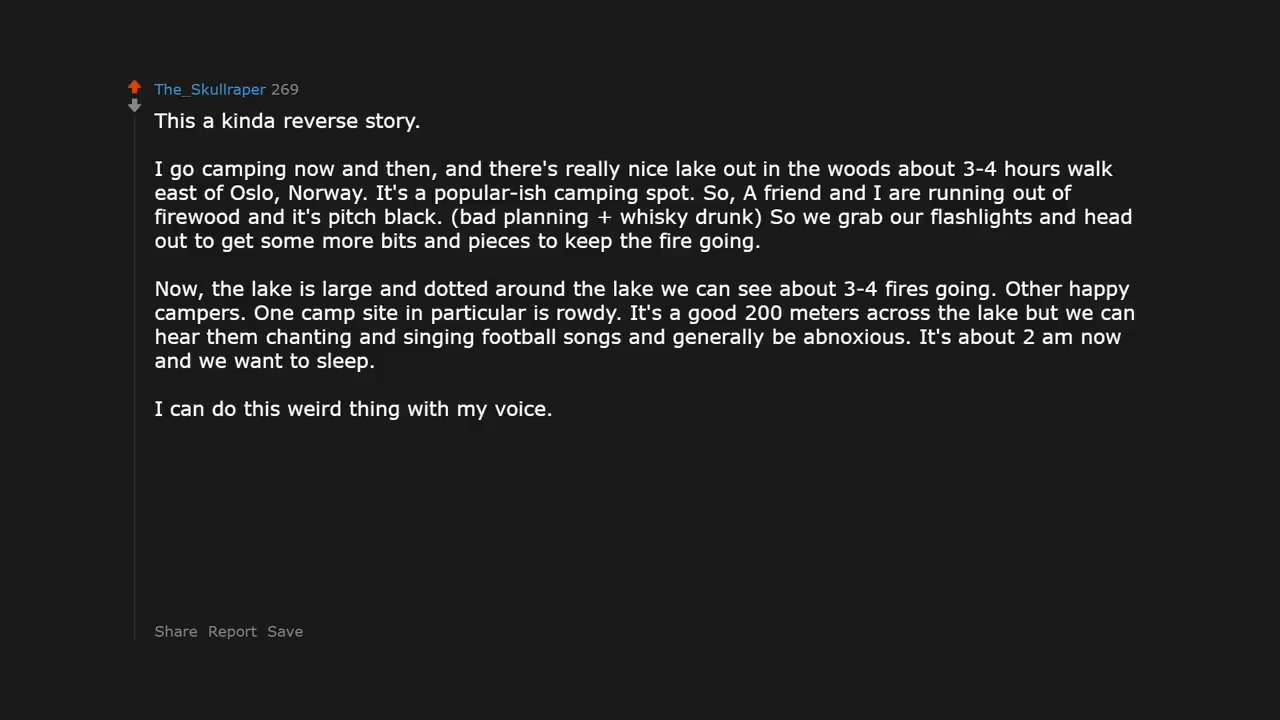 The_Skullraper 269
This a kinda reverse story.
I go camping now and then, and there's really nice lake out in the woods about 3-4 hours walk
east of Oslo, Norway. It's a popular-ish camping spot. So, A friend and I are running out of
firewood and it's pitch black. (bad planning + whisky drunk) So we grab our flashlights and head
out to get some more bits and pieces to keep the fire going.
Now, the lake is large and dotted around the lake we can see about 3-4 fires going. Other happy
campers. One camp site in particular is rowdy. It's a good 200 meters across the lake but we can
hear them chanting and singing football songs and generally be abnoxious. It's about 2 am now
and we want to sleep.
I can do this weird thing with my voice.
Share Report Save